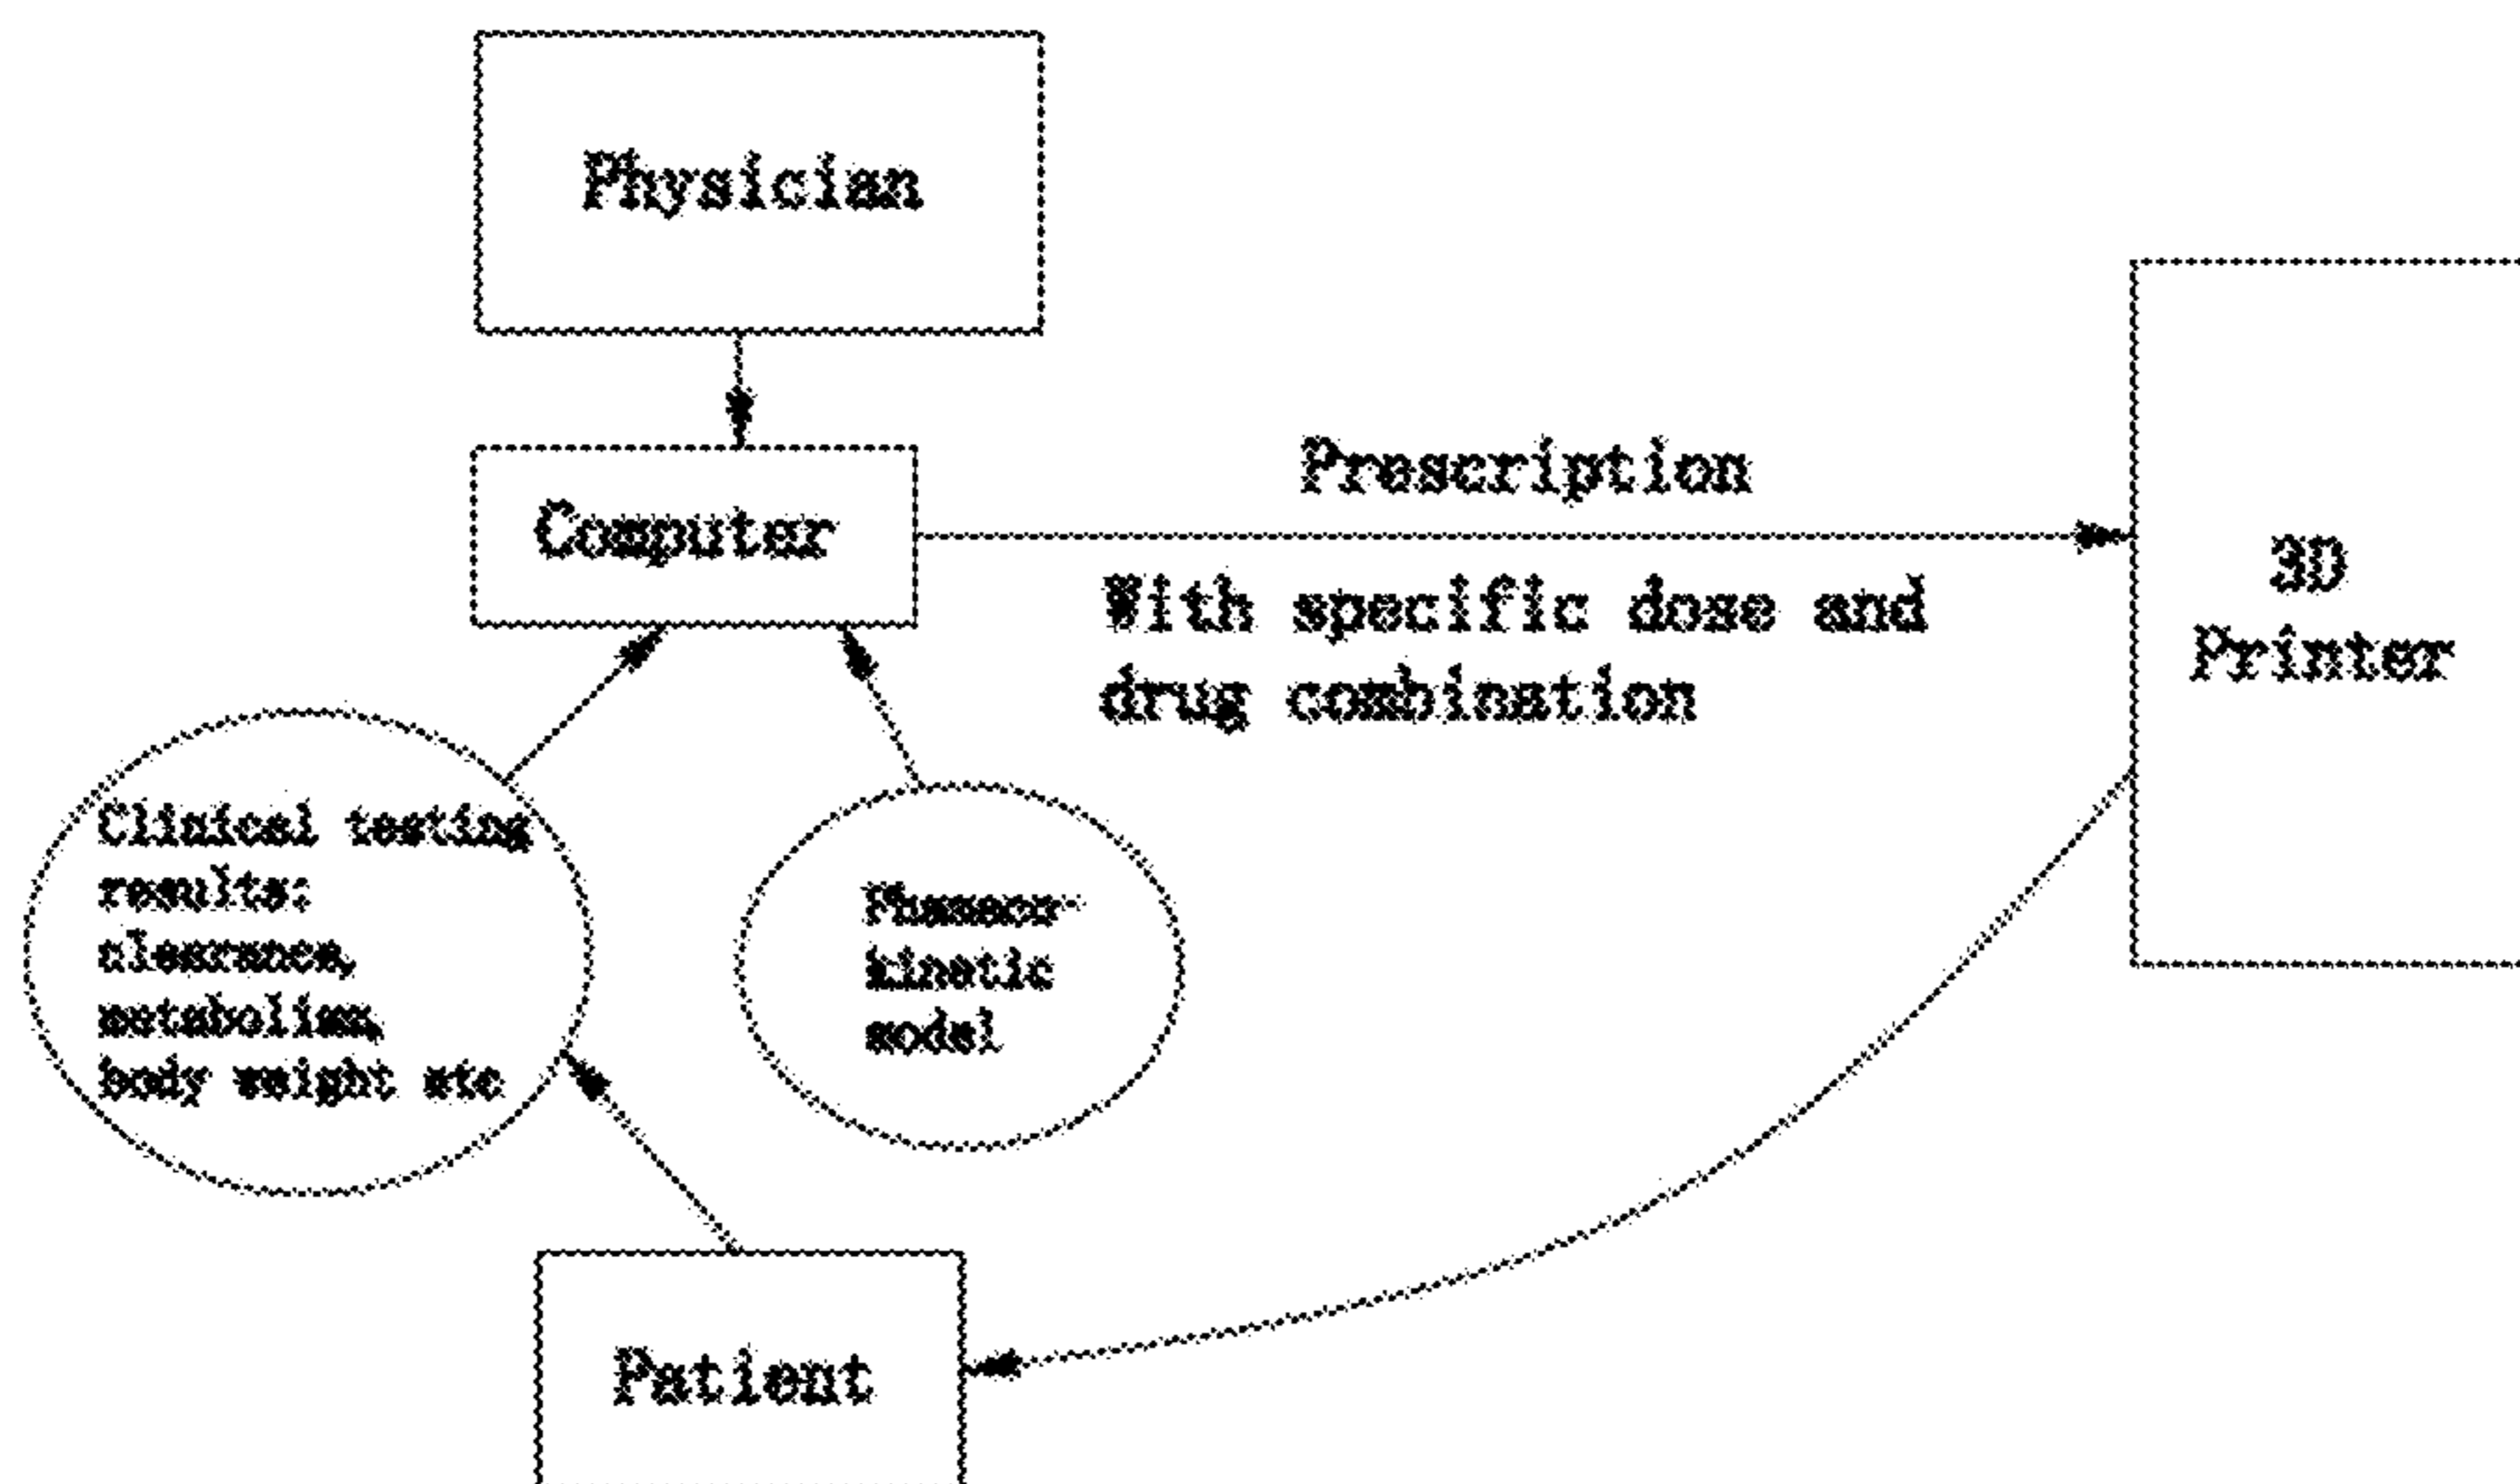 Physician
Computer
Prescription
With specific dose and
drug combination
3D
Printer
Clinical testing
results:
clearance,
metabolism,
body weight etc
kinetic
model
Patient